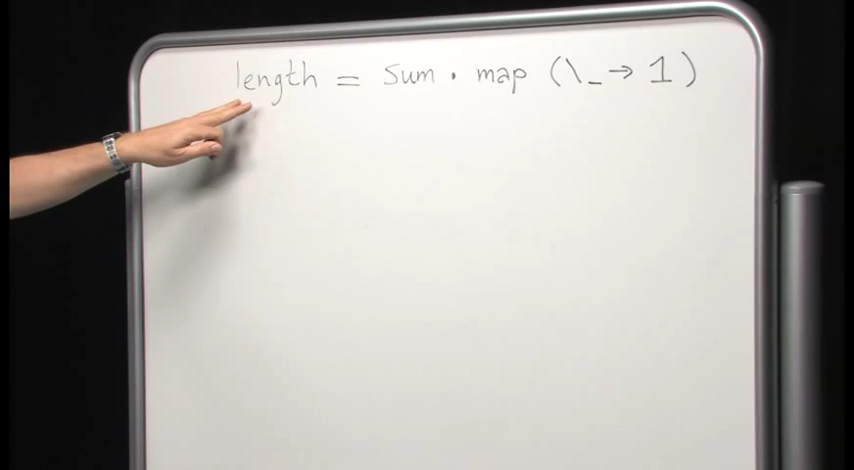 length = sum . map (\_ → 1)